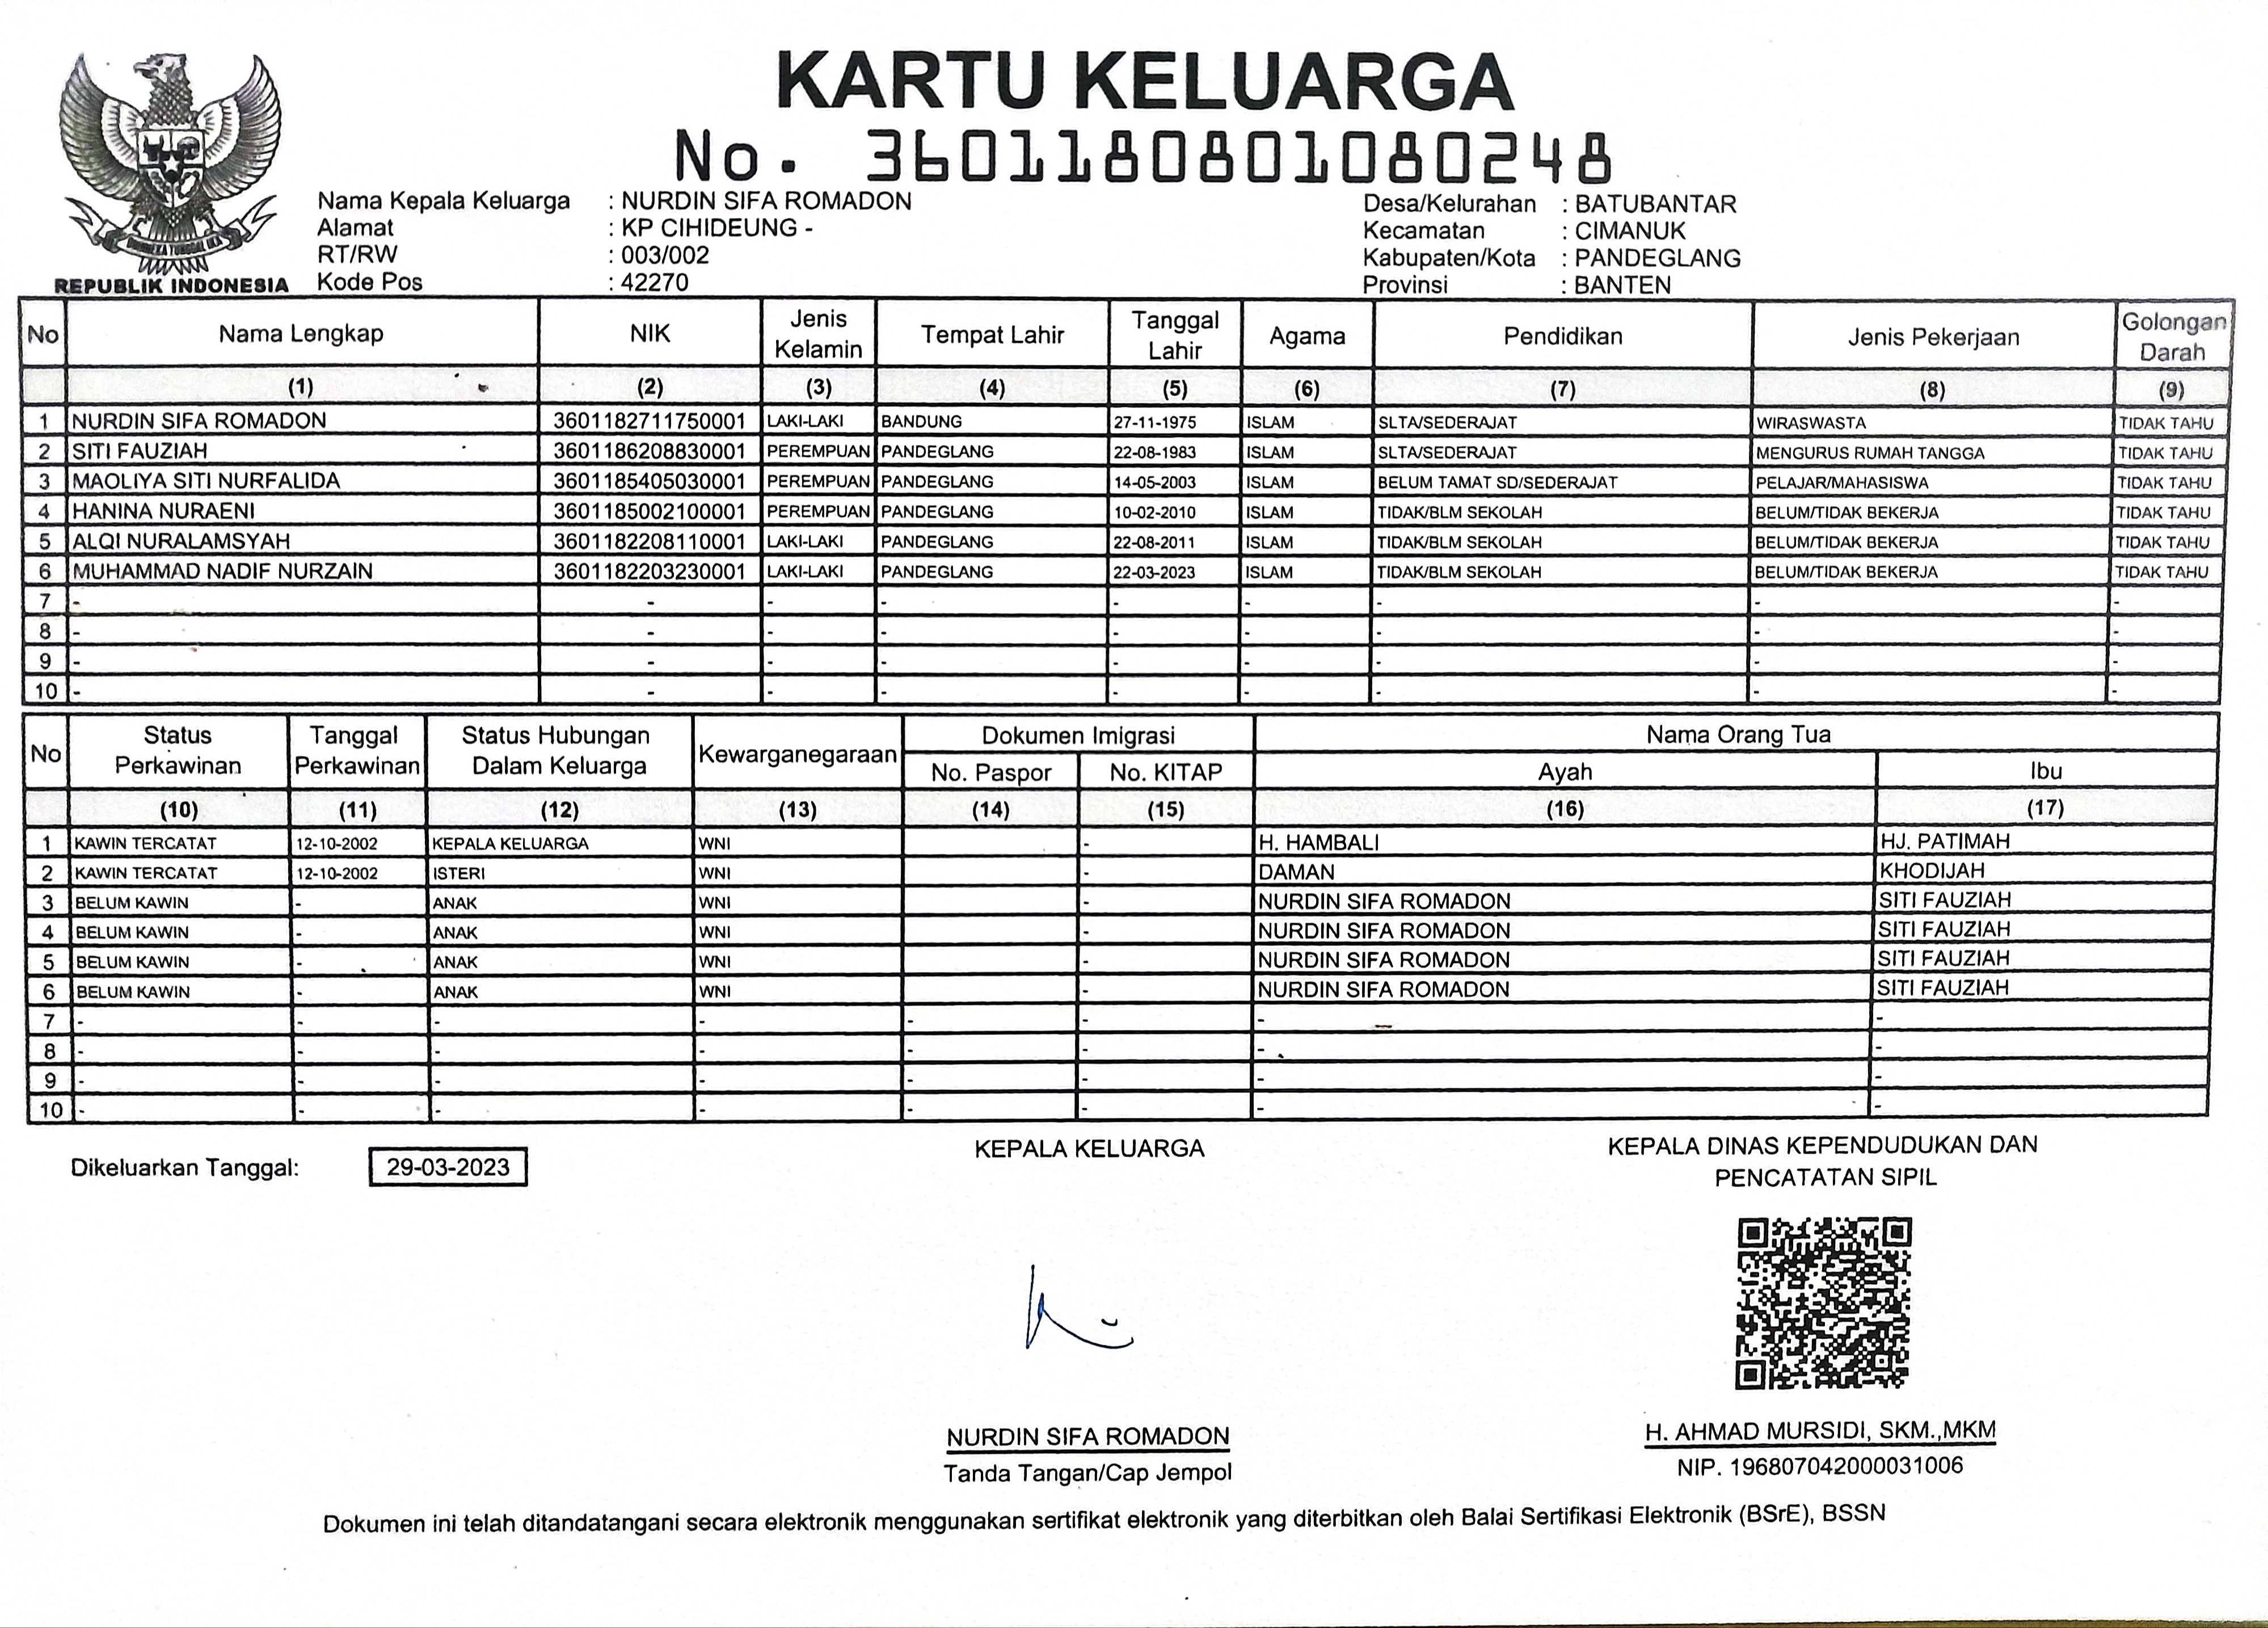 KARTU KELUARGA
No. 3601180801080248
BHINNEKA TUNGGAL IKA
REPUBLIK INDONESIA
Nama Kepala Keluarga : NURDIN SIFA ROMADON
Alamat : KP CIHIDEUNG -
RT/RW : 003/002
Kode Pos : 42270
Desa/Kelurahan : BATUBANTAR
Kecamatan : CIMANUK
Kabupaten/Kota : PANDEGLANG
Provinsi : BANTEN
No Nama Lengkap NIK Jenis Kelamin Tempat Lahir Tanggal Lahir Agama Pendidikan Jenis Pekerjaan Golongan Darah
(1) (2) (3) (4) (5) (6) (7) (8) (9)
1 NURDIN SIFA ROMADON 3601182711750001 LAKI-LAKI BANDUNG 27-11-1975 ISLAM SLTA/SEDERAJAT WIRASWASTA TIDAK TAHU
2 SITI FAUZIAH 3601186208830001 PEREMPUAN PANDEGLANG 22-08-1983 ISLAM SLTA/SEDERAJAT MENGURUS RUMAH TANGGA TIDAK TAHU
3 MAOLIYA SITI NURFALIDA 3601185405030001 PEREMPUAN PANDEGLANG 14-05-2003 ISLAM BELUM TAMAT SD/SEDERAJAT PELAJAR/MAHASISWA TIDAK TAHU
4 HANINA NURAENI 3601185002100001 PEREMPUAN PANDEGLANG 10-02-2010 ISLAM TIDAK/BLM SEKOLAH BELUM/TIDAK BEKERJA TIDAK TAHU
5 ALQI NURALAMSYAH 3601182208110001 LAKI-LAKI PANDEGLANG 22-08-2011 ISLAM TIDAK/BLM SEKOLAH BELUM/TIDAK BEKERJA TIDAK TAHU
6 MUHAMMAD NADIF NURZAIN 3601182203230001 LAKI-LAKI PANDEGLANG 22-03-2023 ISLAM TIDAK/BLM SEKOLAH BELUM/TIDAK BEKERJA TIDAK TAHU
7 - - - - - - - - -
8 - - - - - - - - -
9 - - - - - - - - -
10 - - - - - - - - -
No Status Perkawinan Tanggal Perkawinan Status Hubungan Dalam Keluarga Kewarganegaraan Dokumen Imigrasi Nama Orang Tua
No. Paspor No. KITAP Ayah Ibu
(10) (11) (12) (13) (14) (15) (16) (17)
1 KAWIN TERCATAT 12-10-2002 KEPALA KELUARGA WNI - H. HAMBALI HJ. PATIMAH
2 KAWIN TERCATAT 12-10-2002 ISTERI WNI - DAMAN KHODIJAH
3 BELUM KAWIN - ANAK WNI - NURDIN SIFA ROMADON SITI FAUZIAH
4 BELUM KAWIN - ANAK WNI - NURDIN SIFA ROMADON SITI FAUZIAH
5 BELUM KAWIN - ANAK WNI - NURDIN SIFA ROMADON SITI FAUZIAH
6 BELUM KAWIN - ANAK WNI - NURDIN SIFA ROMADON SITI FAUZIAH
7 - - - - - - - -
8 - - - - - - - -
9 - - - - - - - -
10 - - - - - - - -
Dikeluarkan Tanggal: 29-03-2023
KEPALA KELUARGA
NURDIN SIFA ROMADON
Tanda Tangan/Cap Jempol
KEPALA DINAS KEPENDUDUKAN DAN
PENCATATAN SIPIL
H. AHMAD MURSIDI, SKM.,MKM
NIP. 196807042000031006
Dokumen ini telah ditandatangani secara elektronik menggunakan sertifikat elektronik yang diterbitkan oleh Balai Sertifikasi Elektronik (BSrE), BSSN